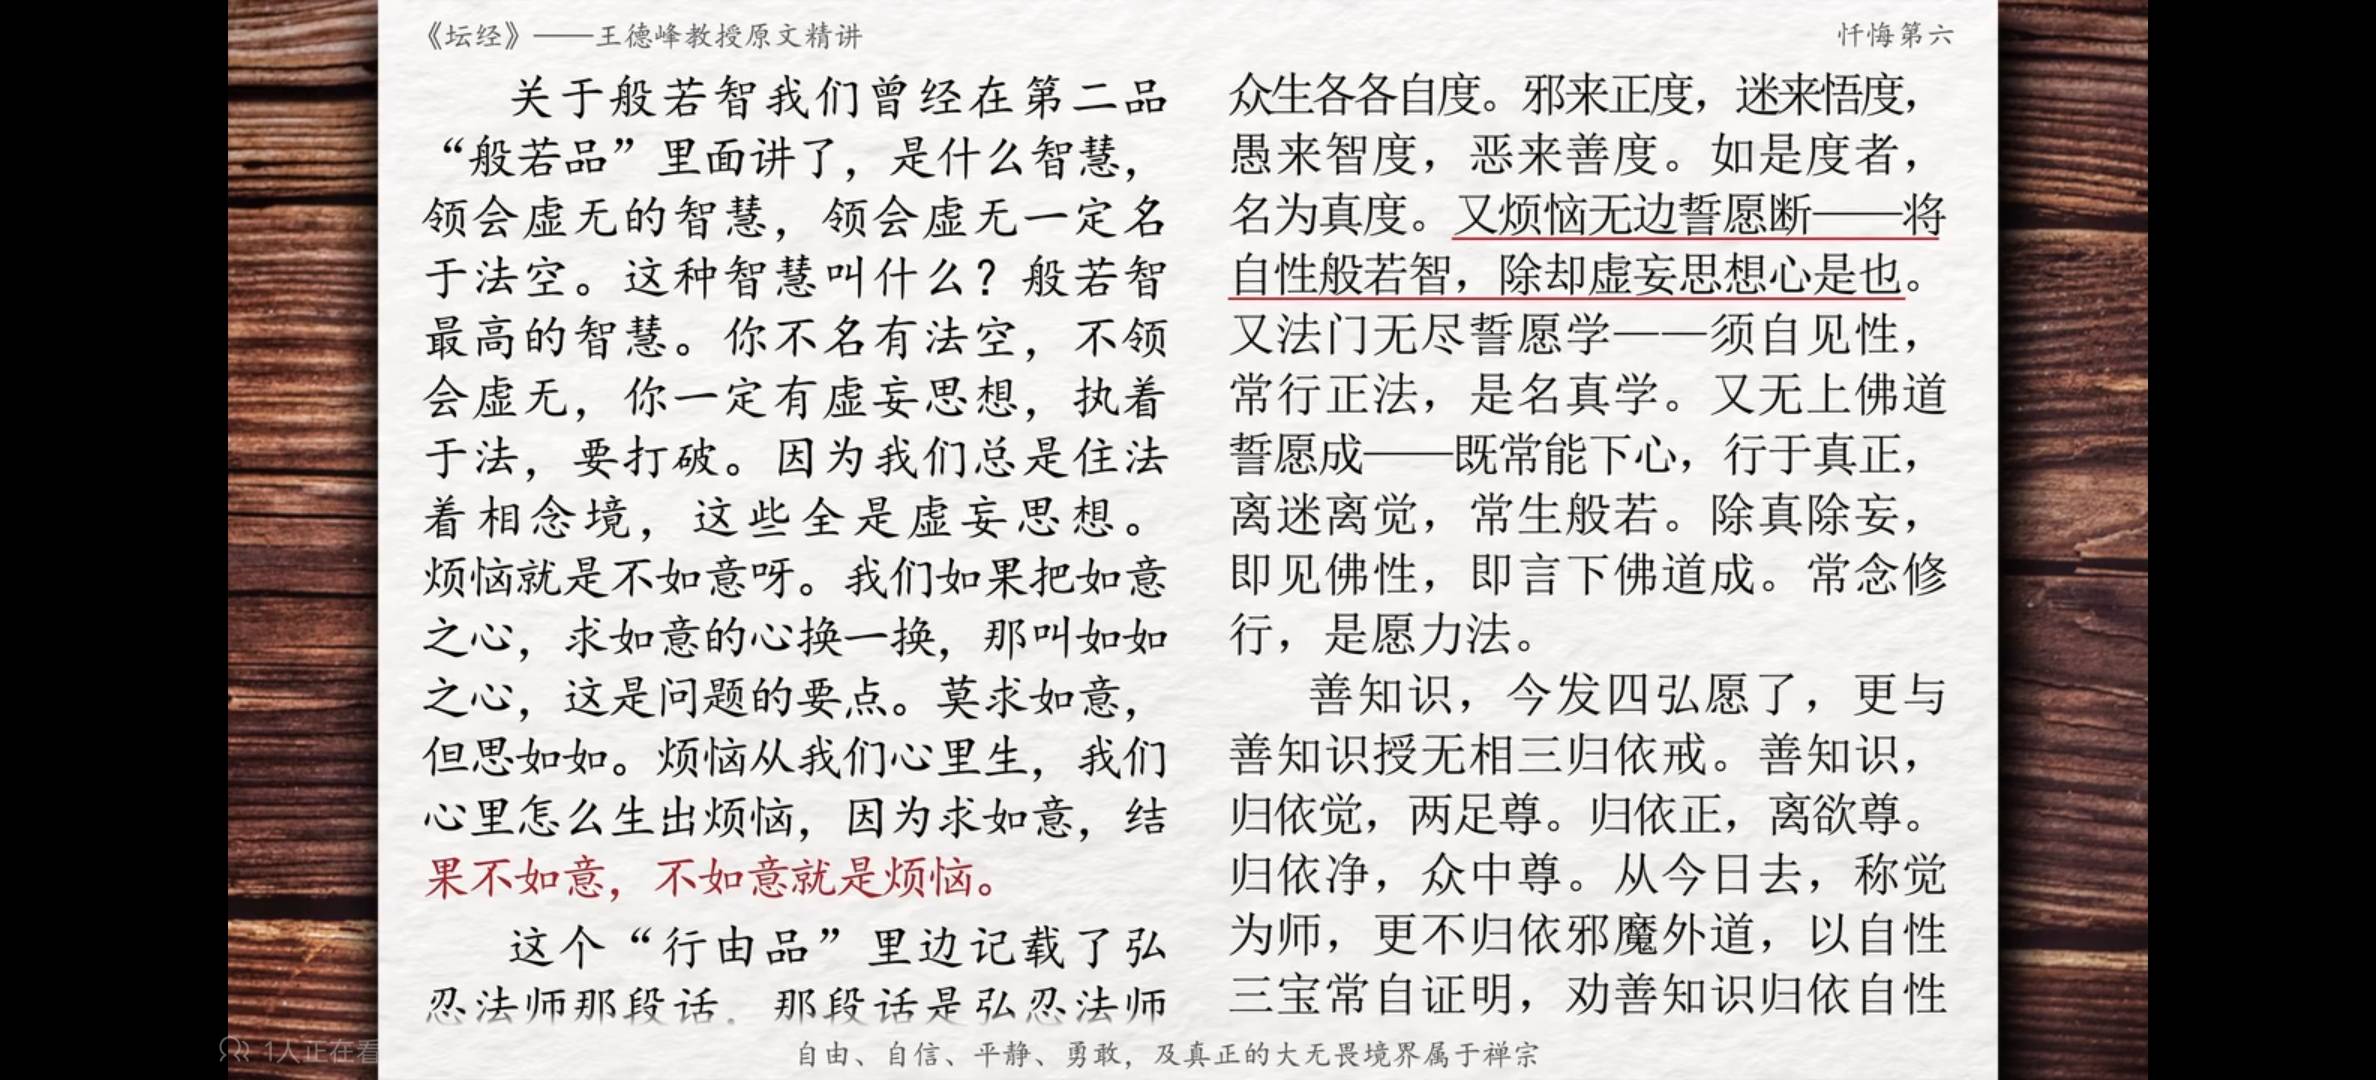 《坛经》——王德峰教授原文精讲
忏悔第六
关于般若智我们曾经在第二品
“般若品”里面讲了，是什么智慧，
领会虚无的智慧，领会虚无一定名
于法空。这种智慧叫什么？般若智
最高的智慧。你不名有法空，不领
会虚无，你一定有虚妄思想，执着
于法，要打破。因为我们总是住法
着相念境，这些全是虚妄思想。
烦恼就是不如意呀。我们如果把如意
之心，求如意的心换一换，那叫如如
之心，这是问题的要点。莫求如意，
但思如如。烦恼从我们心里生，我们
心里怎么生出烦恼，因为求如意，结
果不如意，不如意就是烦恼。
这个“行由品”里边记载了弘
忍法师那段话，那段话是弘忍法师
众生各各自度。邪来正度，迷来悟度，
愚来智度，恶来善度。如是度者，
名为真度。又烦恼无边誓愿断——将
自性般若智，除却虚妄思想心是也。
又法门无尽誓愿学——须自见性，
常行正法，是名真学。又无上佛道
誓愿成——既常能下心，行于真正，
离迷离觉，常生般若。除真除妄，
即见佛性，即言下佛道成。常念修
行，是愿力法。
善知识，今发四弘愿了，更与
善知识授无相三归依戒。善知识，
归依觉，两足尊。归依正，离欲尊。
归依净，众中尊。从今日去，称觉
为师，更不归依邪魔外道，以自性
三宝常自证明，劝善知识归依自性
1人正在看
自由、自信、平静、勇敢，及真正的大无畏境界属于禅宗